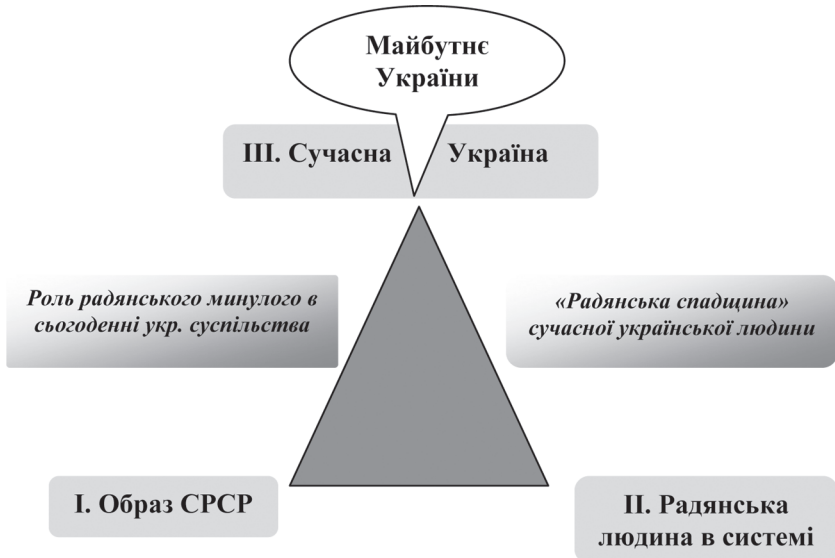 Майбутнє
України
III. Сучасна Україна
Роль радянського минулого в
сьогоденні укр. суспільства
«Радянська спадщина»
сучасної української людини
I. Образ СРСР
II. Радянська
людина в системі